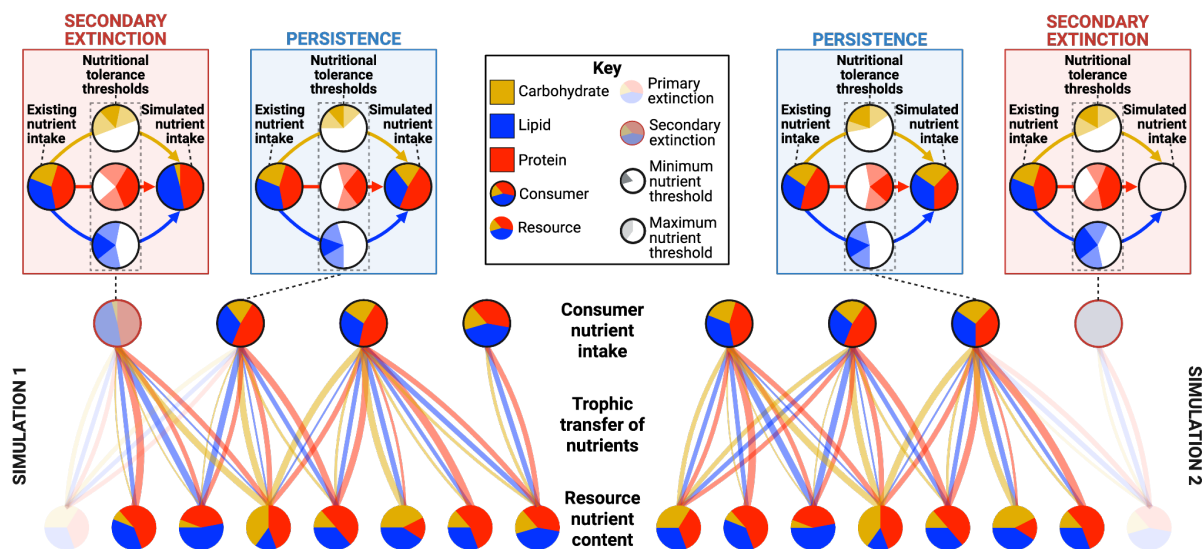 SECONDARY
EXTINCTION
Nutritional
tolerance
thresholds
Existing
nutrient
intake
Simulated
nutrient
intake
PERSISTENCE
Nutritional
tolerance
thresholds
Existing
nutrient
intake
Simulated
nutrient
intake
Key
Carbohydrate
Lipid
Protein
Consumer
Resource
Primary
extinction
Secondary
extinction
Minimum
nutrient
threshold
Maximum
nutrient
threshold
PERSISTENCE
Nutritional
tolerance
thresholds
Existing
nutrient
intake
Simulated
nutrient
intake
SECONDARY
EXTINCTION
Nutritional
tolerance
thresholds
Existing
nutrient
intake
Simulated
nutrient
intake
SIMULATION 1
Consumer
nutrient
intake
Trophic
transfer of
nutrients
Resource
nutrient
content
SIMULATION 2